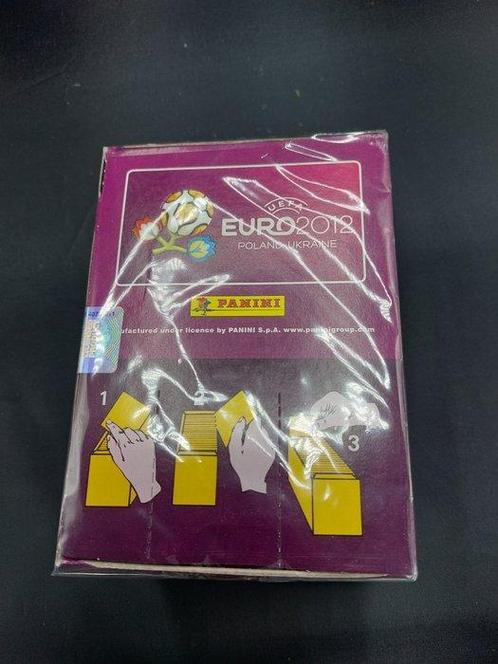 UEFA
EURO2012
POLAND-UKRAINE
PANINI
ufactured under licence by PANINI S.p.A. www.paninigroup.com
1
3